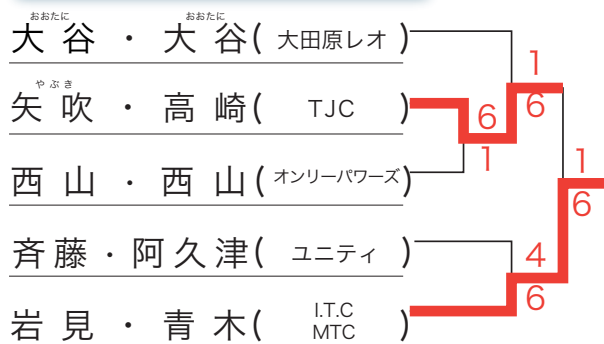 おおたに おおたに
大谷・大谷(大田原レオ)
1
やぶき
矢吹・高崎(TJC)
6 6
1 1
西山・西山(オンリーパワーズ)
6
斉藤・阿久津(ユニティ)
4
6
岩見・青木(I.T.C
MTC)